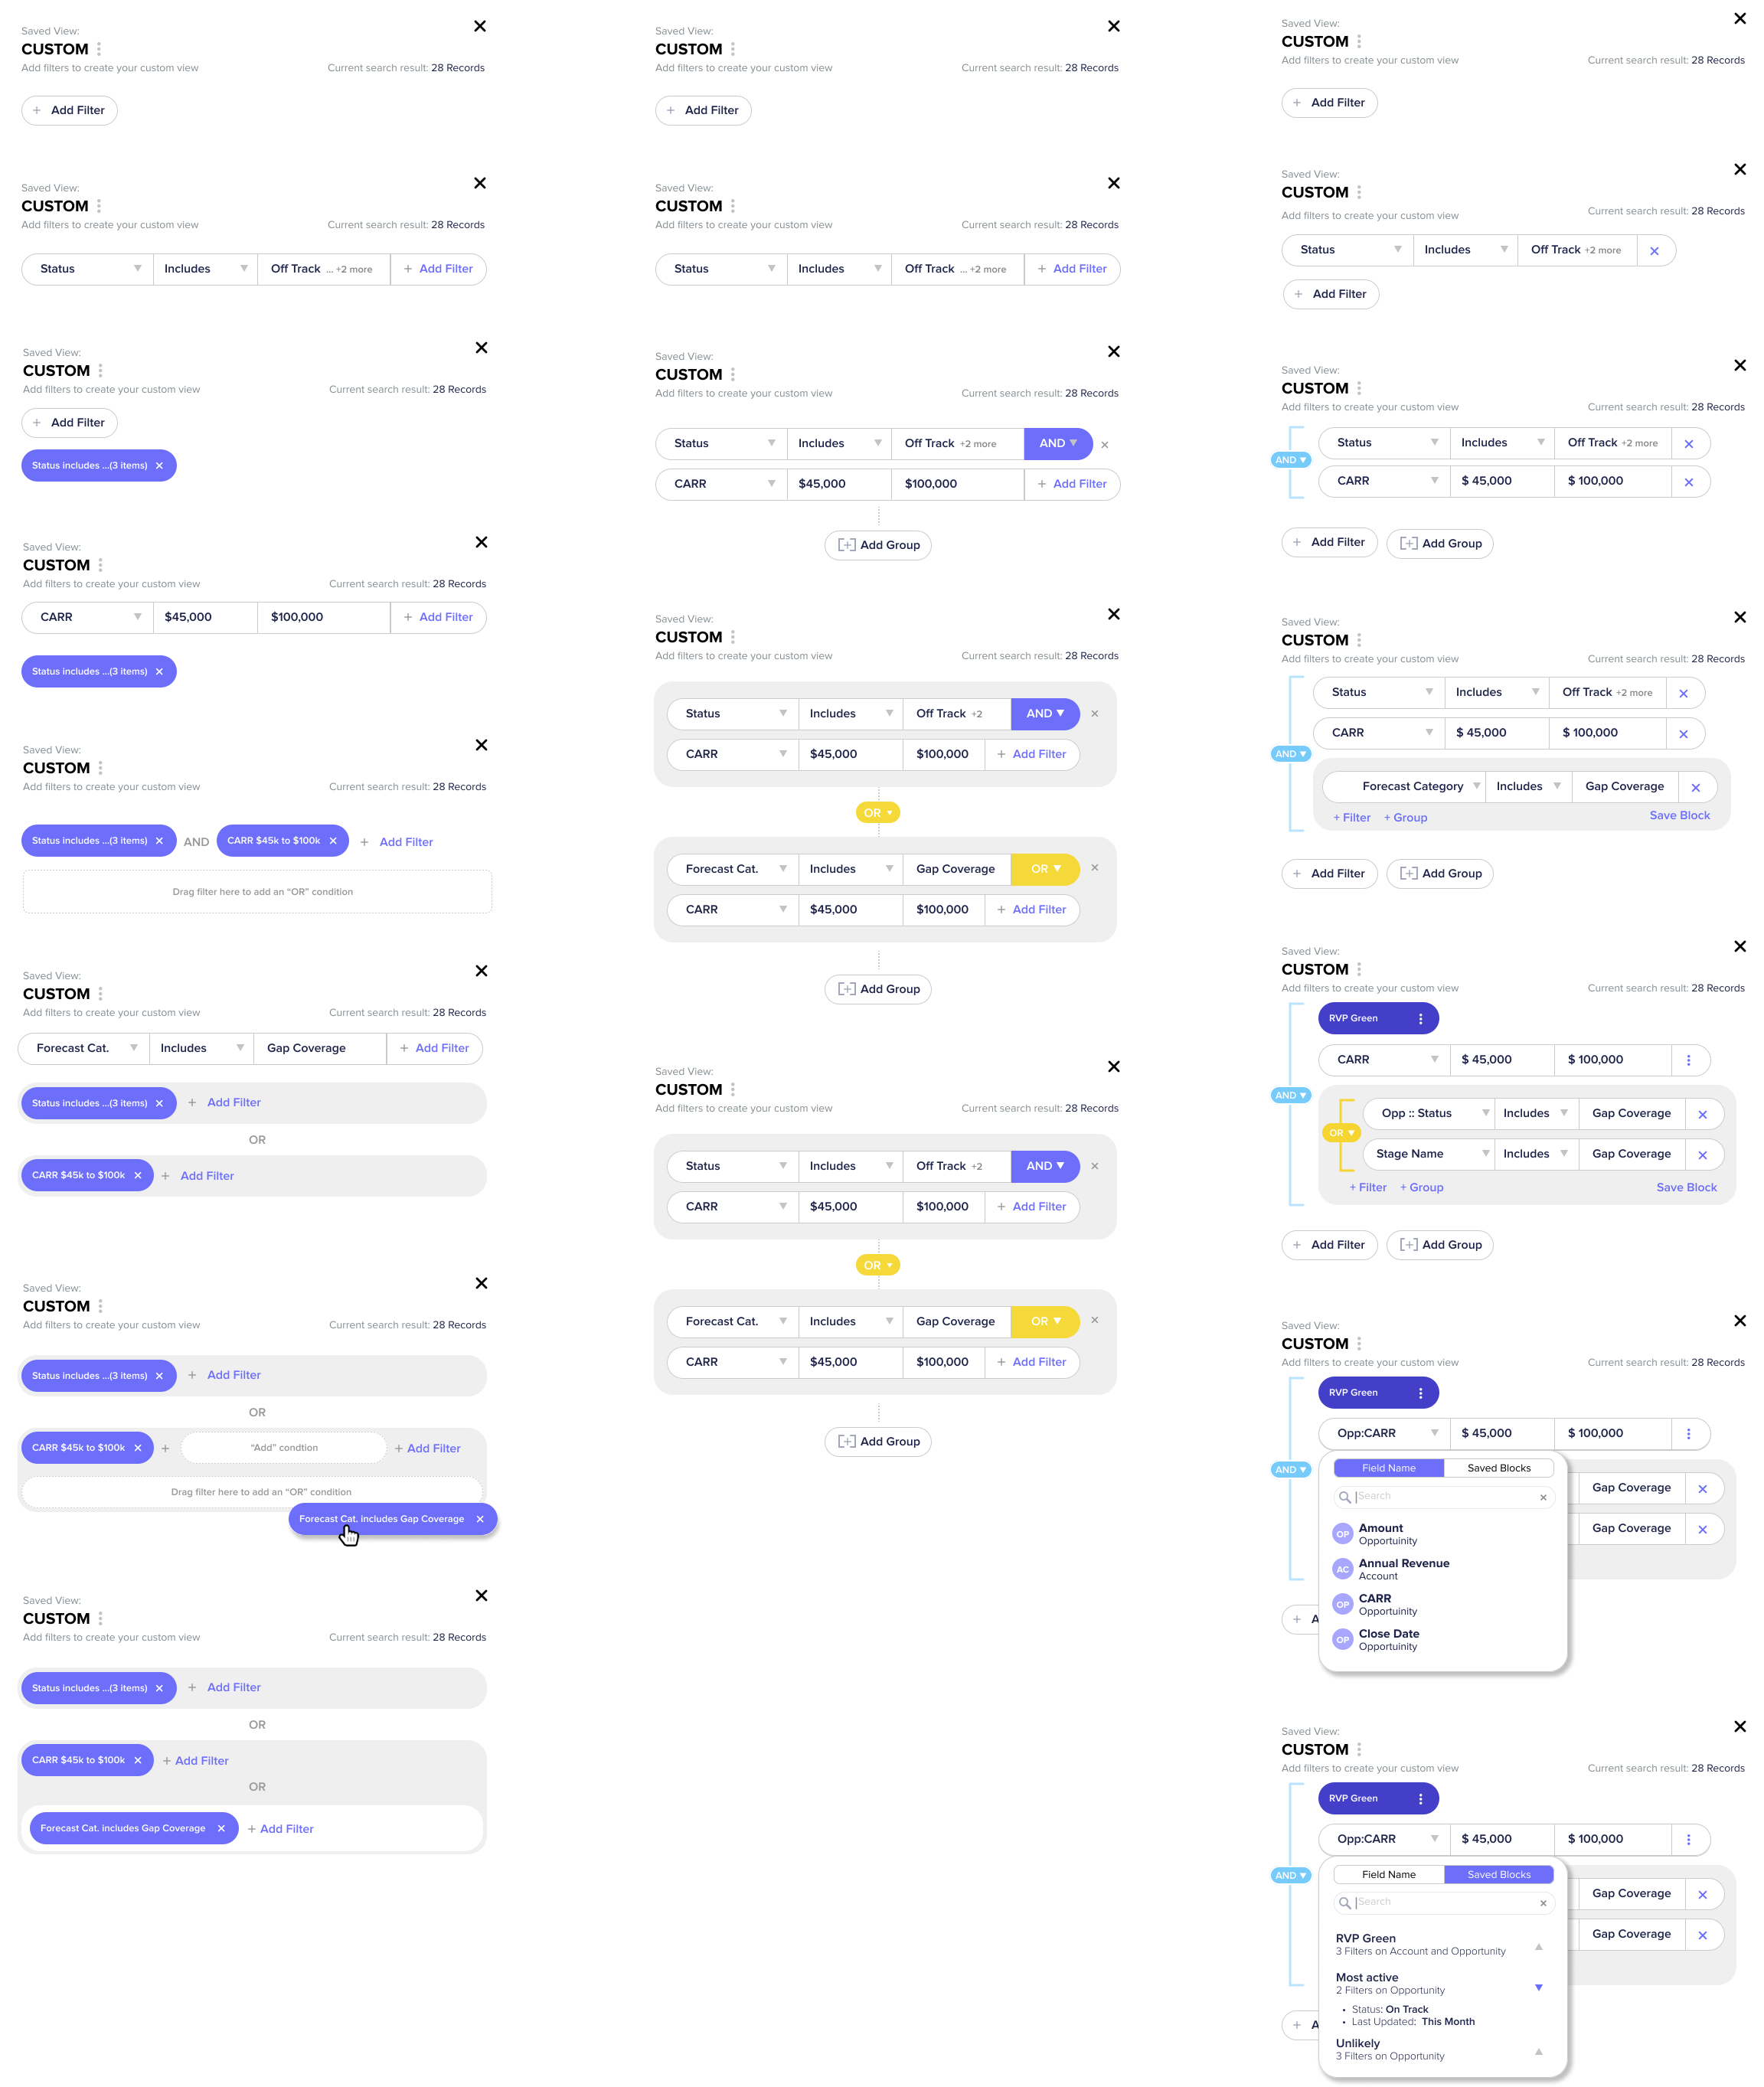 Saved View:
CUSTOM
Add filters to create your custom view
Current search result: 28 Records
+ Add Filter
Saved View:
CUSTOM
Add filters to create your custom view
Current search result: 28 Records
Status
Includes
Off Track ... +2 more
+ Add Filter
Saved View:
CUSTOM
Add filters to create your custom view
Current search result: 28 Records
+ Add Filter
Status includes ...(3 items)
Saved View:
CUSTOM
Add filters to create your custom view
Current search result: 28 Records
CARR
$45,000
$100,000
+ Add Filter
Status includes ...(3 items)
Saved View:
CUSTOM
Add filters to create your custom view
Current search result: 28 Records
Status includes ...(3 items)
AND
CARR $45k to $100k
+ Add Filter
Drag filter here to add an “OR” condition
Saved View:
CUSTOM
Add filters to create your custom view
Current search result: 28 Records
Forecast Cat.
Includes
Gap Coverage
+ Add Filter
Status includes ...(3 items)
+ Add Filter
OR
CARR $45k to $100k
+ Add Filter
Saved View:
CUSTOM
Add filters to create your custom view
Current search result: 28 Records
Status includes ...(3 items)
+ Add Filter
OR
CARR $45k to $100k
+
“Add” condtion
+ Add Filter
Drag filter here to add an “OR” condition
Forecast Cat. includes Gap Coverage
Saved View:
CUSTOM
Add filters to create your custom view
Current search result: 28 Records
Status includes ...(3 items)
+ Add Filter
OR
CARR $45k to $100k
+ Add Filter
OR
Forecast Cat. includes Gap Coverage
+ Add Filter
Saved View:
CUSTOM
Add filters to create your custom view
Current search result: 28 Records
+ Add Filter
Saved View:
CUSTOM
Add filters to create your custom view
Current search result: 28 Records
Status
Includes
Off Track ... +2 more
+ Add Filter
Saved View:
CUSTOM
Add filters to create your custom view
Current search result: 28 Records
Status
Includes
Off Track +2 more
AND
CARR
$45,000
$100,000
+ Add Filter
[+] Add Group
Saved View:
CUSTOM
Add filters to create your custom view
Current search result: 28 Records
Status
Includes
Off Track +2
AND
CARR
$45,000
$100,000
+ Add Filter
OR
Forecast Cat.
Includes
Gap Coverage
OR
CARR
$45,000
$100,000
+ Add Filter
[+] Add Group
Saved View:
CUSTOM
Add filters to create your custom view
Current search result: 28 Records
Status
Includes
Off Track +2
AND
CARR
$45,000
$100,000
+ Add Filter
OR
Forecast Cat.
Includes
Gap Coverage
OR
CARR
$45,000
$100,000
+ Add Filter
[+] Add Group
Saved View:
CUSTOM
Add filters to create your custom view
Current search result: 28 Records
+ Add Filter
Saved View:
CUSTOM
Add filters to create your custom view
Current search result: 28 Records
Status
Includes
Off Track +2 more
+ Add Filter
Saved View:
CUSTOM
Add filters to create your custom view
Current search result: 28 Records
Status
Includes
Off Track +2 more
AND
CARR
$ 45,000
$ 100,000
+ Add Filter
[+] Add Group
Saved View:
CUSTOM
Add filters to create your custom view
Current search result: 28 Records
Status
Includes
Off Track +2 more
CARR
$ 45,000
$ 100,000
AND
Forecast Category
Includes
Gap Coverage
+ Filter
+ Group
Save Block
+ Add Filter
[+] Add Group
Saved View:
CUSTOM
Add filters to create your custom view
Current search result: 28 Records
RVP Green
CARR
$ 45,000
$ 100,000
AND
Opp :: Status
Includes
Gap Coverage
OR
Stage Name
Includes
Gap Coverage
+ Filter
+ Group
Save Block
+ Add Filter
[+] Add Group
Saved View:
CUSTOM
Add filters to create your custom view
Current search result: 28 Records
RVP Green
Opp:CARR
$ 45,000
$ 100,000
AND
Field Name
Saved Blocks
Search
Gap Coverage
Gap Coverage
OP
Amount
Opportuinity
AC
Annual Revenue
Account
OP
CARR
Opportuinity
OP
Close Date
Opportuinity
+ A
Saved View:
CUSTOM
Add filters to create your custom view
Current search result: 28 Records
RVP Green
Opp:CARR
$ 45,000
$ 100,000
AND
Field Name
Saved Blocks
Search
Gap Coverage
Gap Coverage
RVP Green
3 Filters on Account and Opportunity
Most active
2 Filters on Opportunity
• Status: On Track
• Last Updated: This Month
+ A
Unlikely
3 Filters on Opportunity